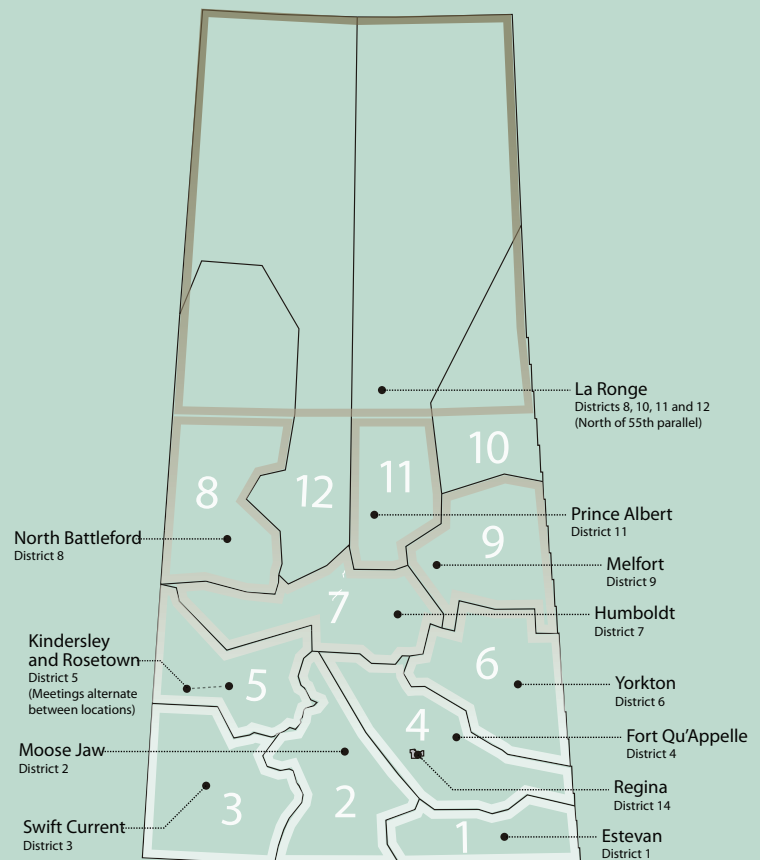 La Ronge
Districts 8, 10, 11 and 12
(North of 55th parallel)
10
11
8
12
Prince Albert
District 11
North Battleford
District 8
9
Melfort
District 9
7
Humboldt
District 7
Kindersley
and Rosetown
District 5
(Meetings alternate
between locations)
5
6
Yorkton
District 6
4
Fort Qu'Appelle
District 4
Moose Jaw
District 2
Regina
District 14
3
2
Swift Current
District 3
1
Estevan
District 1